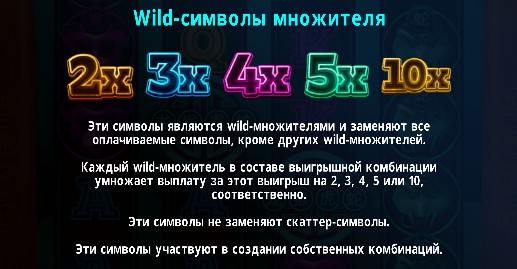 Wild-символы множителя
2x 3x 4x 5x 10x
Эти символы являются wild-множителями и заменяют все
оплачиваемые символы, кроме других wild-множителей.
Каждый wild-множитель в составе выигрышной комбинации
умножает выплату за этот выигрыш на 2, 3, 4, 5 или 10,
соответственно.
Эти символы не заменяют скаттер-символы.
Эти символы участвуют в создании собственных комбинаций.